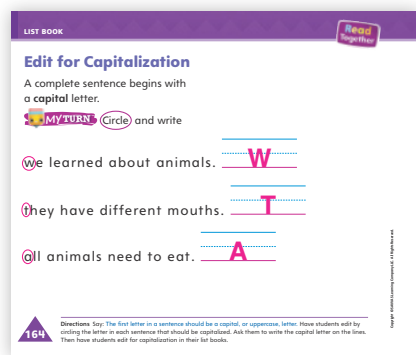 LIST BOOK
Read
Together
Edit for Capitalization
A complete sentence begins with
a capital letter.
MY TURN Circle and write
we learned about animals. W
they have different mouths. T
all animals need to eat. A
164
Directions Say: The first letter in a sentence should be a capital, or uppercase, letter. Have students edit by
circling the letter in each sentence that should be capitalized. Ask them to write the capital letter on the lines.
Then have students edit for capitalization in their list books.